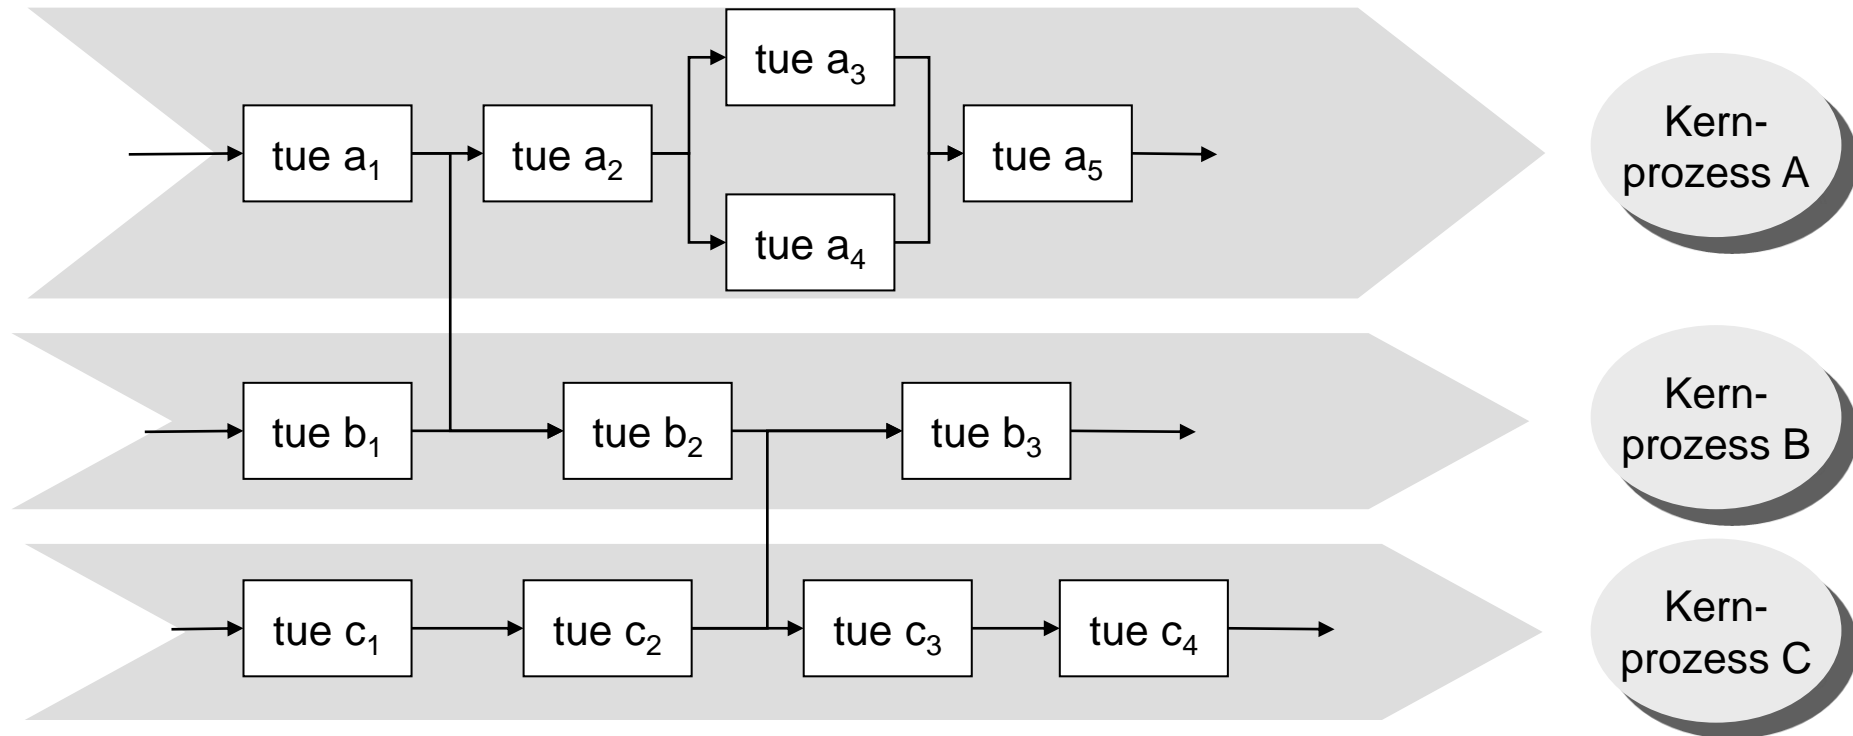 tue a₃
tue a₁
tue a₂
tue a₅
tue a₄
Kern-
prozess A
tue b₁
tue b₂
tue b₃
Kern-
prozess B
tue c₁
tue c₂
tue c₃
tue c₄
Kern-
prozess C